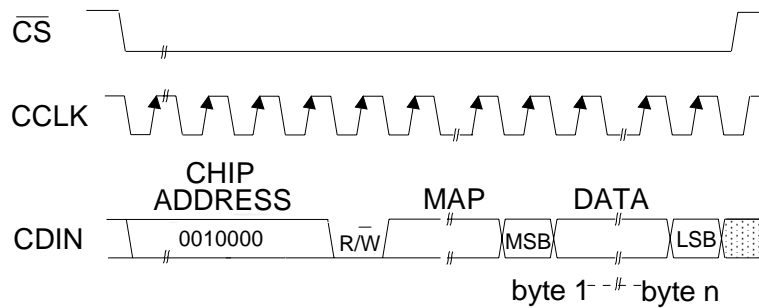 CS
CCLK
CHIP
ADDRESS
MAP
DATA
CDIN
0010000
R/W
MSB
LSB
byte 1
byte n